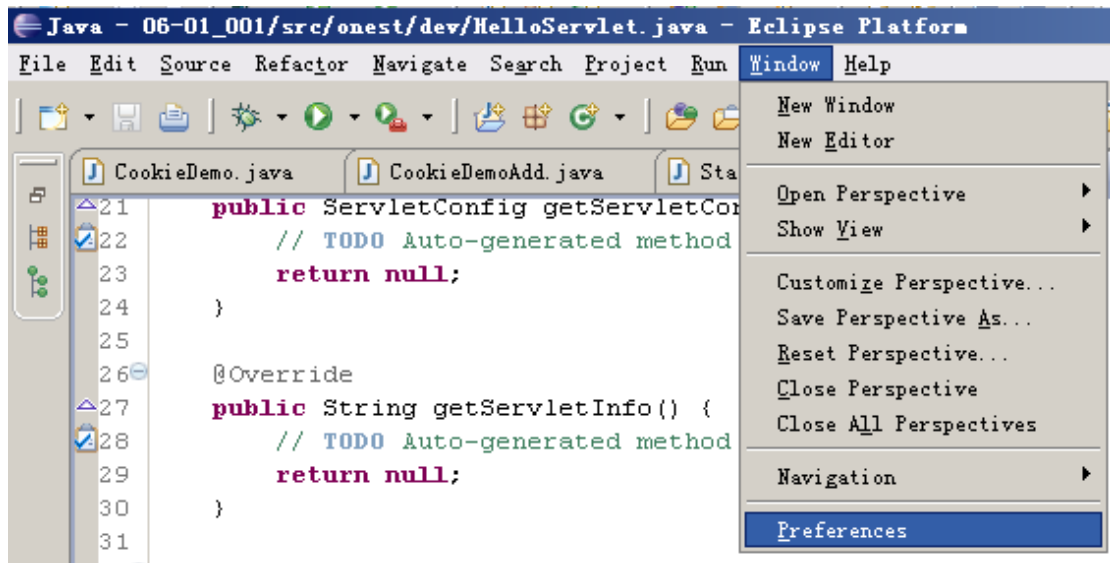 Java - 06-01_001/src/onest/dev/HelloServlet.java - Eclipse Platform
File Edit Source Refactor Navigate Search Project Run Window Help
New Window
New Editor
Open Perspective
Show View
Customize Perspective...
Save Perspective As...
Reset Perspective...
Close Perspective
Close All Perspectives
Navigation
Preferences
CookieDemo.java CookieDemoAdd.java Sta
21 public ServletConfig getServletCon
22 // TODO Auto-generated method
23 return null;
24 }
25
26 @Override
27 public String getServletInfo() {
28 // TODO Auto-generated method
29 return null;
30 }
31